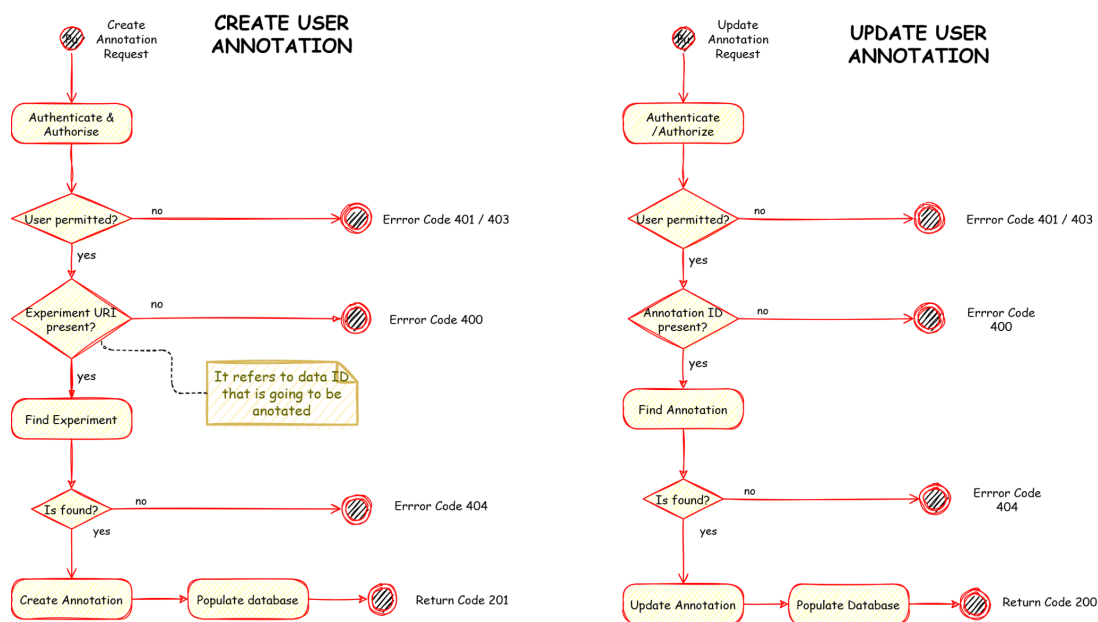 CREATE USER
ANNOTATION
Create
Annotation
Request
Authenticate &
Authorise
User permitted?
no
Errror Code 401 / 403
yes
Experiment URI
present?
no
Errror Code 400
yes
It refers to data ID
that is going to be
anotated
Find Experiment
Is found?
no
Errror Code 404
yes
Create Annotation
Populate database
Return Code 201
UPDATE USER
ANNOTATION
Update
Annotation
Request
Authenticate
/Authorize
User permitted?
no
Errror Code 401 / 403
yes
Annotation ID
present?
no
Errror Code
400
yes
Find Annotation
Is found?
no
Errror Code
404
yes
Update Annotation
Populate Database
Return Code 200